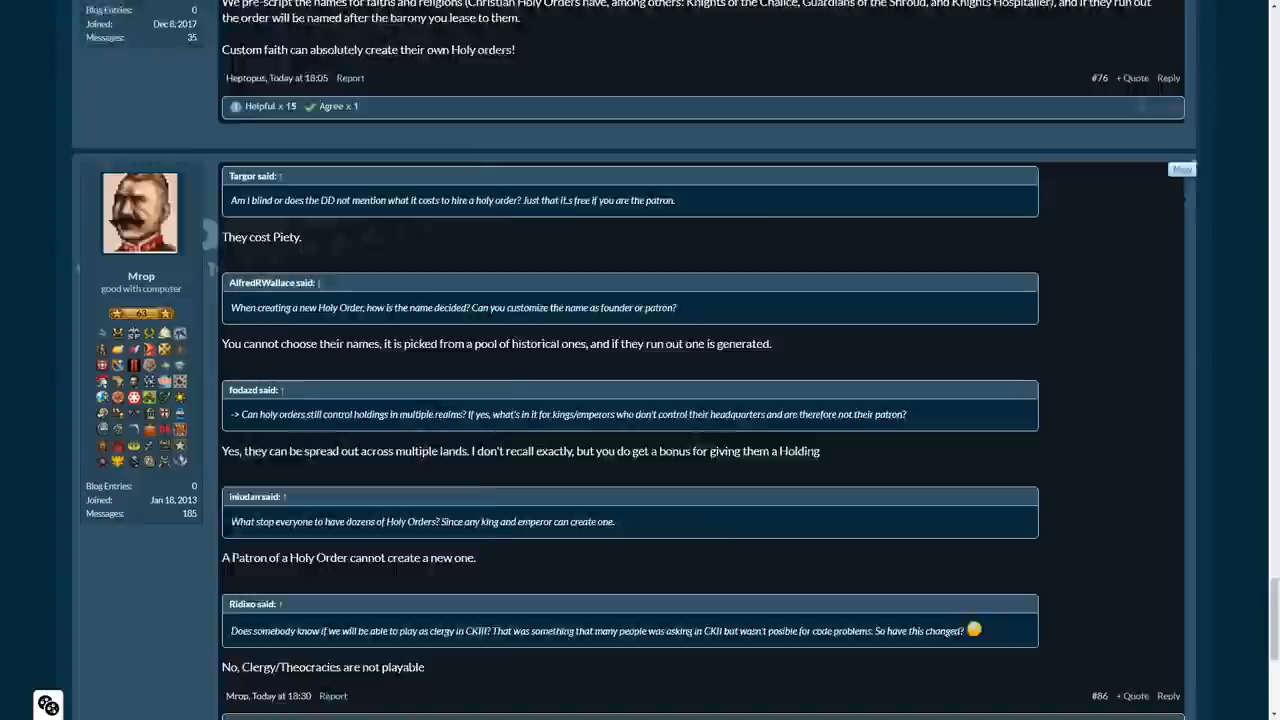 We pre-script the names for faiths and religions (Christian Holy Orders have, among others: Knights of the Chalice, Guardians of the Shroud, and Knights Hospitalier), and if they run out
the order will be named after the barony you lease to them.
Blog Entries: 0
Joined: Dec 8, 2017
Messages: 35
Custom faith can absolutely create their own Holy orders!
Heptopus, Today at 18:05 Report
#76 + Quote Reply
Helpful x 15 Agree x 1
Targor said: ↑
Am I blind or does the DD not mention what it costs to hire a holy order? Just that it.s free if you are the patron.
They cost Piety.
Mrop
good with computer
63
AlfredRWallace said: ↑
When creating a new Holy Order, how is the name decided? Can you customize the name as founder or patron?
You cannot choose their names, it is picked from a pool of historical ones, and if they run out one is generated.
fodazd said: ↑
-> Can holy orders still control holdings in multiple realms? If yes, what's in it for kings/emperors who don't control their headquarters and are therefore not their patron?
Yes, they can be spread out across multiple lands. I don't recall exactly, but you do get a bonus for giving them a Holding
Blog Entries: 0
Joined: Jan 18, 2013
Messages: 185
said: ↑
What stop everyone to have dozens of Holy Orders? Since any king and emperor can create one.
A Patron of a Holy Order cannot create a new one.
Ridixo said: ↑
Does somebody know if we will be able to play as clergy in CKIII? That was something that many people was asking in CKII but wasn't posible for code problems. So have this changed?
No, Clergy/Theocracies are not playable
Mrop, Today at 18:30 Report
#86 + Quote Reply